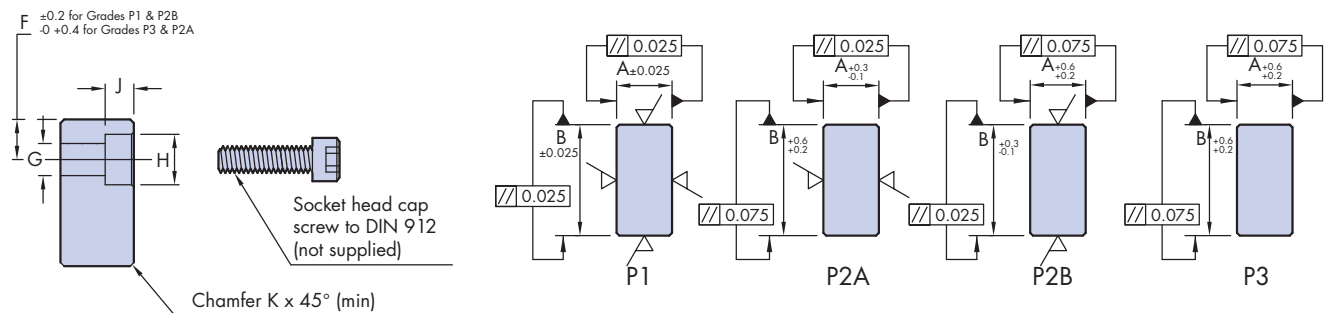 F ±0.2 for Grades P1 & P2B
-0 +0.4 for Grades P3 & P2A
J
G
H
Socket head cap
screw to DIN 912
(not supplied)
Chamfer K x 45° (min)
// 0.025
A ±0.025
B
±0.025
// 0.025
P1
// 0.025
A +0.3
-0.1
B +0.6
+0.2
// 0.075
P2A
// 0.075
A +0.6
+0.2
B +0.3
-0.1
// 0.025
P2B
// 0.075
A +0.6
+0.2
B +0.6
+0.2
// 0.075
P3